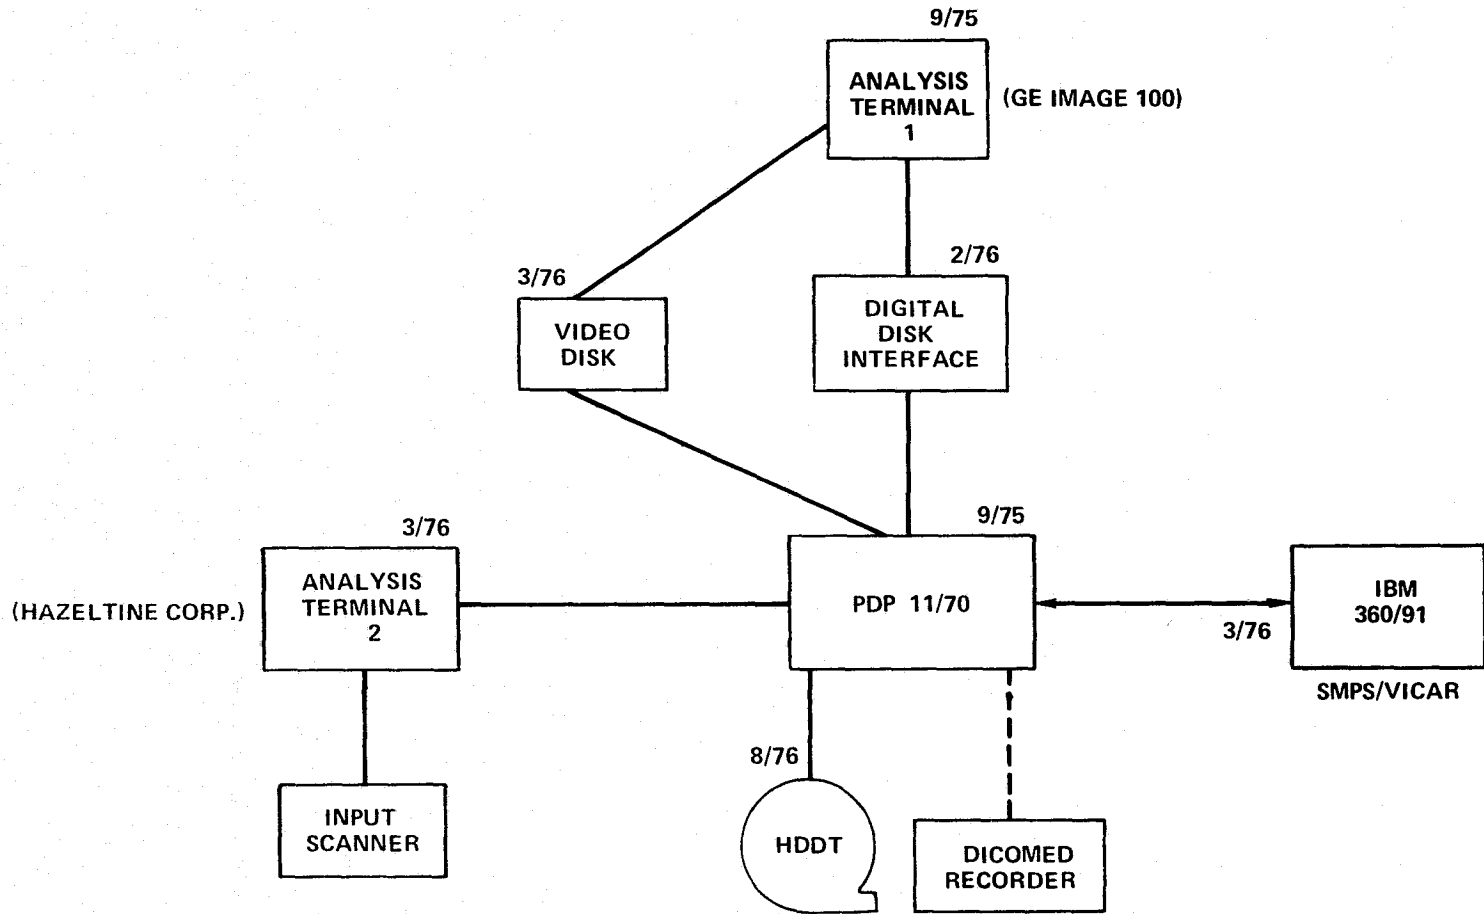 9/75
ANALYSIS
TERMINAL
1
(GE IMAGE 100)
2/76
3/76
DIGITAL
DISK
INTERFACE
VIDEO
DISK
9/75
3/76
ANALYSIS
TERMINAL
2
(HAZELTINE CORP.)
PDP 11/70
IBM
360/91
3/76
SMPS/VICAR
8/76
HDDT
INPUT
SCANNER
DICOMED
RECORDER